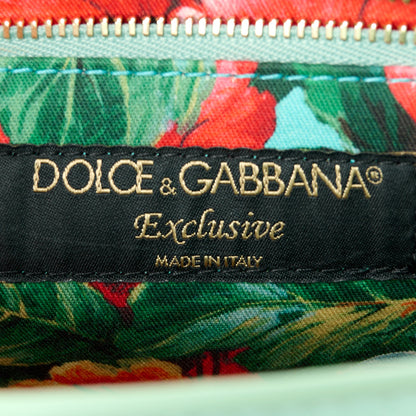 DOLCE & GABBANA®
Exclusive
MADE IN ITALY